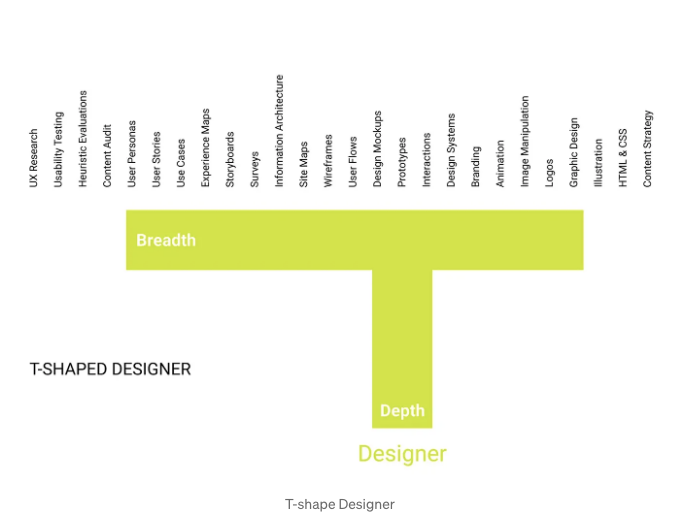 UX Research
Usability Testing
Heuristic Evaluations
Content Audit
User Personas
User Stories
Use Cases
Experience Maps
Storyboards
Surveys
Information Architecture
Site Maps
Wireframes
User Flows
Design Mockups
Prototypes
Interactions
Design Systems
Branding
Animation
Image Manipulation
Logos
Graphic Design
Illustration
HTML & CSS
Content Strategy
Breadth
T-SHAPED DESIGNER
Depth
Designer
T-shape Designer